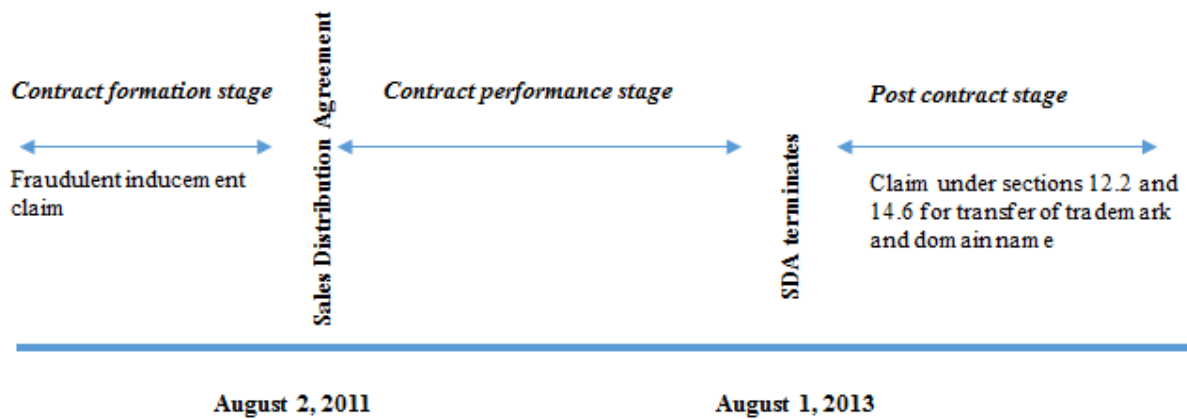 Contract formation stage
Fraudulent inducement
claim
Sales Distribution Agreement
Contract performance stage
SDA terminates
Post contract stage
Claim under sections 12.2 and
14.6 for transfer of trademark
and domain name
August 2, 2011
August 1, 2013